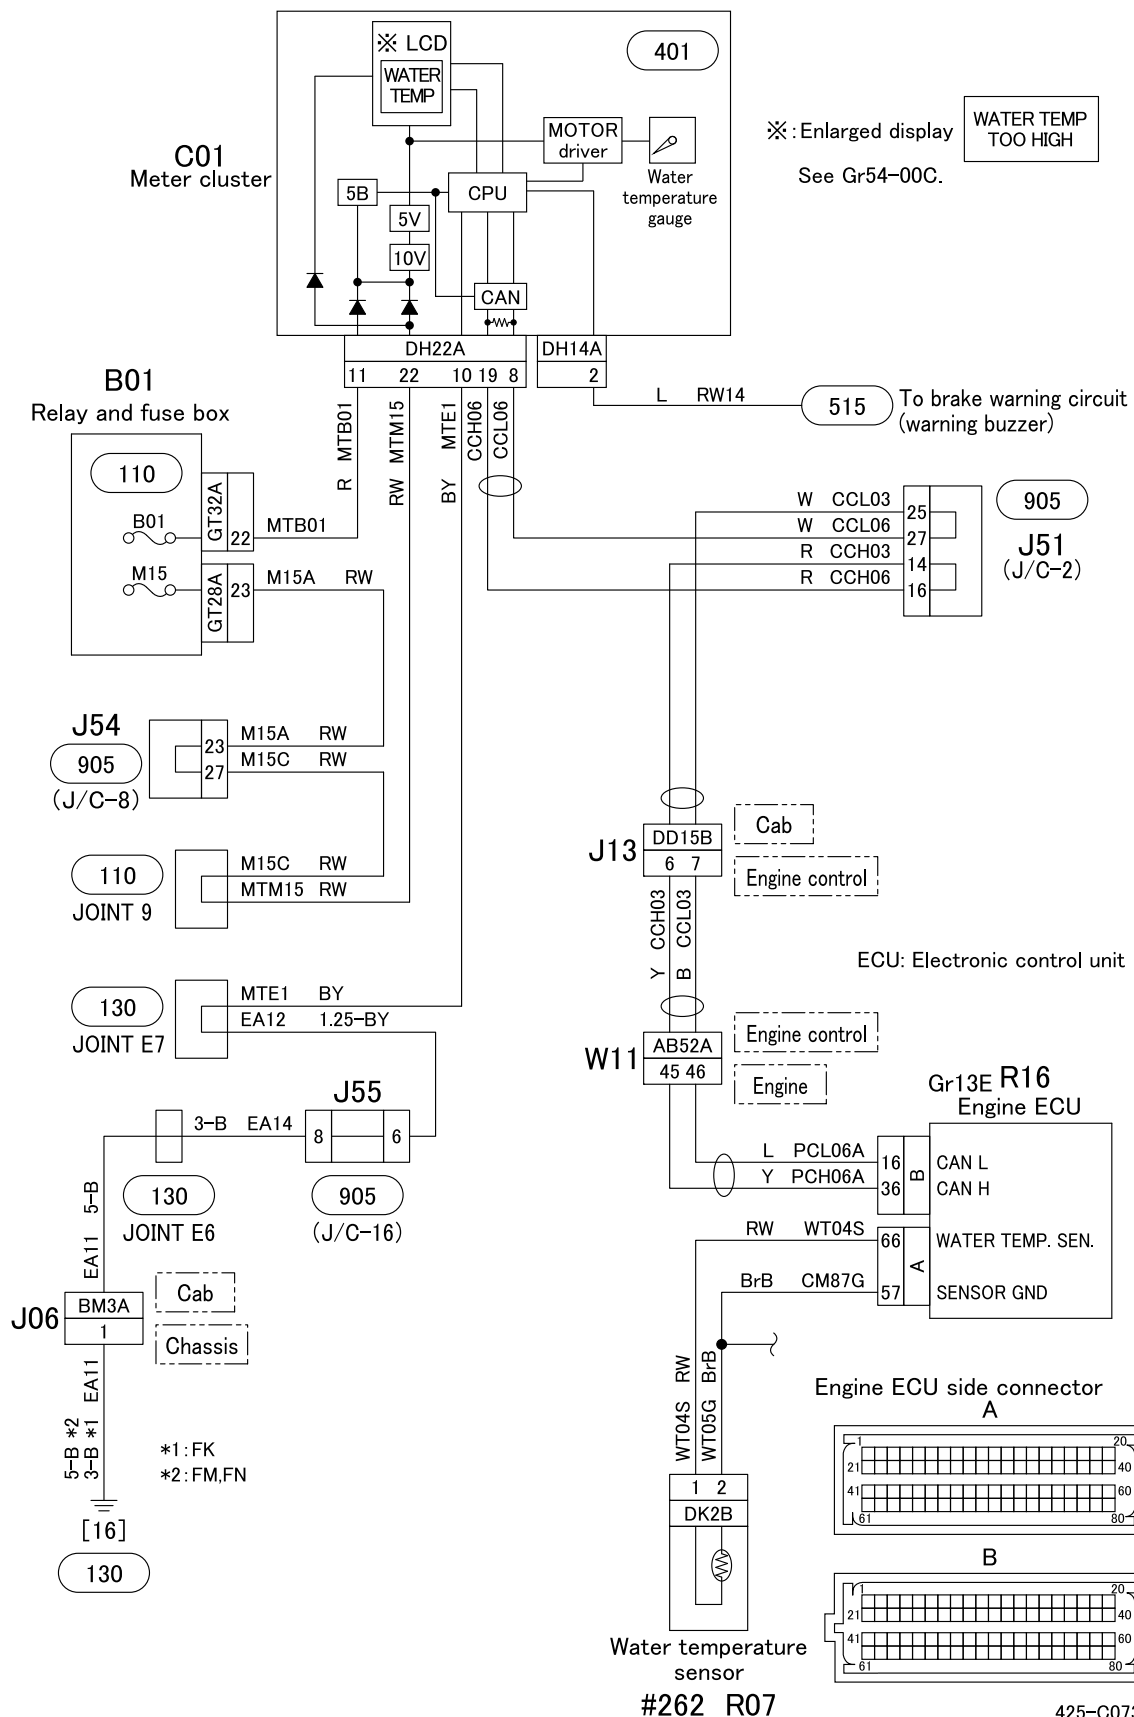 ※ LCD
WATER
TEMP
401
MOTOR
driver
※:Enlarged display
WATER TEMP
TOO HIGH
See Gr54-00C.
C01
Meter cluster
Water
temperature
gauge
5B
CPU
5V
10V
CAN
DH22A
11 22 10 19 8
DH14A
2
B01
Relay and fuse box
110
B01
M15
GT32A
22
GT28A
23
MTB01
M15A RW
R MTB01
RW MTM15
BY MTE1
CCH06
CCL06
L RW14
515
To brake warning circuit
(warning buzzer)
W CCL03
W CCL06
R CCH03
R CCH06
25
27
14
16
905
J51
(J/C-2)
J54
905
(J/C-8)
23
27
M15A RW
M15C RW
110
JOINT 9
M15C RW
MTM15 RW
J13
DD15B
6 7
Cab
Engine control
Y CCH03
B CCL03
ECU: Electronic control unit
130
JOINT E7
MTE1 BY
EA12 1.25-BY
W11
AB52A
45 46
Engine control
Engine
J55
8
6
905
(J/C-16)
3-B EA14
130
JOINT E6
EA11 5-B
Gr13E R16
Engine ECU
L PCL06A
Y PCH06A
16
36
B
CAN L
CAN H
RW WT04S
BrB CM87G
66
57
A
WATER TEMP. SEN.
SENSOR GND
J06
BM3A
1
Cab
Chassis
EA11
5-B *2
3-B *1
*1:FK
*2:FM,FN
[16]
130
WT04S RW
WT05G BrB
1 2
DK2B
Water temperature
sensor
#262 R07
Engine ECU side connector
A
1 20
21 40
41 60
61 80
B
1 20
21 40
41 60
61 80
425-C073